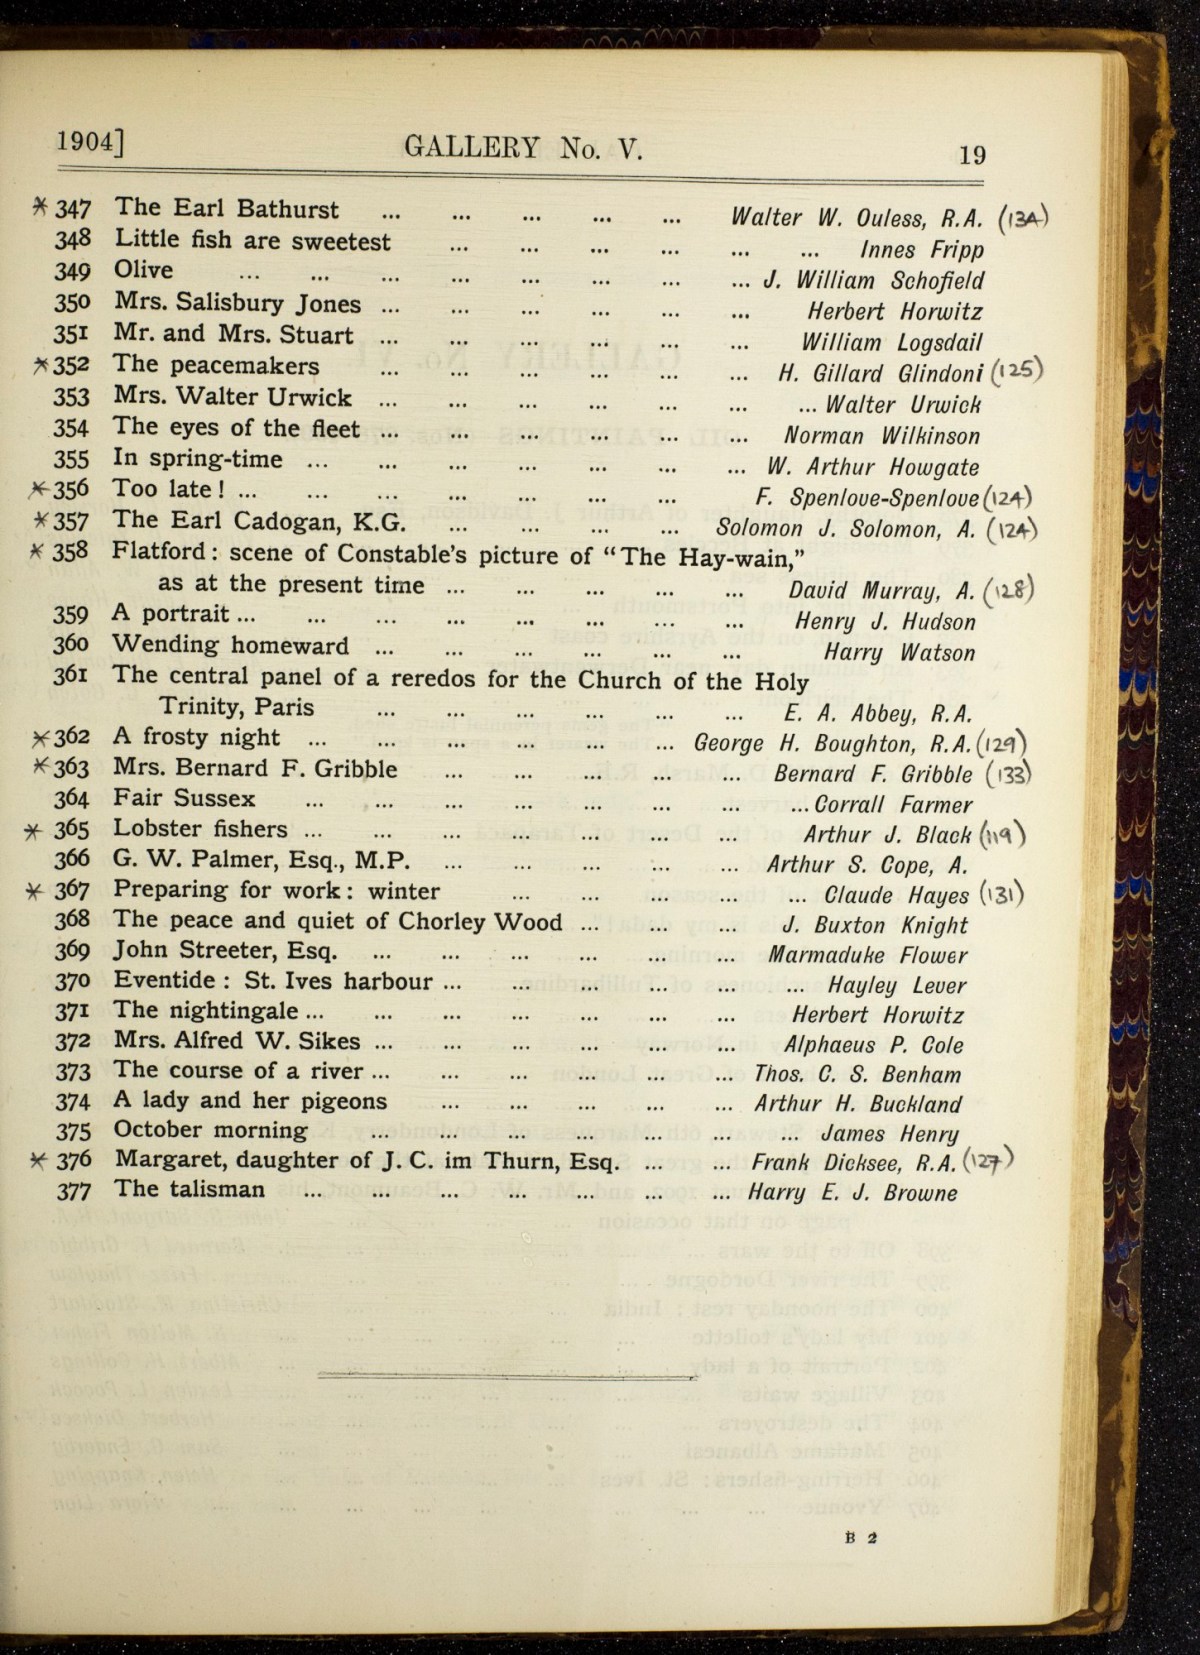 1904] GALLERY No. V. 19
* 347 The Earl Bathurst ... ... ... ... ... Walter W. Ouless, R.A. (134)
348 Little fish are sweetest ... ... ... ... ... ... Innes Fripp
349 Olive ... ... ... ... ... ... ... ... J. William Schofield
350 Mrs. Salisbury Jones ... ... ... ... ... ... Herbert Horwitz
351 Mr. and Mrs. Stuart ... ... ... ... ... ... William Logsdail
* 352 The peacemakers ... ... ... ... ... ... H. Gillard Glindoni (125)
353 Mrs. Walter Urwick ... ... ... ... ... ... ... Walter Urwick
354 The eyes of the fleet ... ... ... ... ... ... Norman Wilkinson
355 In spring-time ... ... ... ... ... ... ... W. Arthur Howgate
* 356 Too late! ... ... ... ... ... ... ... F. Spenlove-Spenlove (124)
* 357 The Earl Cadogan, K.G. ... ... ... ... Solomon J. Solomon, A. (124)
* 358 Flatford: scene of Constable's picture of "The Hay-wain,"
as at the present time ... ... ... ... ... David Murray, A. (128)
359 A portrait ... ... ... ... ... ... ... ... Henry J. Hudson
360 Wending homeward ... ... ... ... ... ... Harry Watson
361 The central panel of a reredos for the Church of the Holy
Trinity, Paris ... ... ... ... ... ... E. A. Abbey, R.A.
* 362 A frosty night ... ... ... ... ... ... George H. Boughton, R.A. (129)
* 363 Mrs. Bernard F. Gribble ... ... ... ... ... Bernard F. Gribble (133)
364 Fair Sussex ... ... ... ... ... ... ... ... Corrall Farmer
* 365 Lobster fishers ... ... ... ... ... ... ... Arthur J. Black (119)
366 G. W. Palmer, Esq., M.P. ... ... ... ... ... Arthur S. Cope, A.
* 367 Preparing for work: winter ... ... ... ... ... Claude Hayes (131)
368 The peace and quiet of Chorley Wood ... ... ... J. Buxton Knight
369 John Streeter, Esq. ... ... ... ... ... ... Marmaduke Flower
370 Eventide: St. Ives harbour ... ... ... ... ... ... Hayley Lever
371 The nightingale ... ... ... ... ... ... ... Herbert Horwitz
372 Mrs. Alfred W. Sikes ... ... ... ... ... ... Alphaeus P. Cole
373 The course of a river ... ... ... ... ... ... Thos. C. S. Benham
374 A lady and her pigeons ... ... ... ... ... Arthur H. Buckland
375 October morning ... ... ... ... ... ... ... James Henry
* 376 Margaret, daughter of J. C. im Thurn, Esq. ... ... Frank Dicksee, R.A. (127)
377 The talisman ... ... ... ... ... ... ... Harry E. J. Browne
B 2